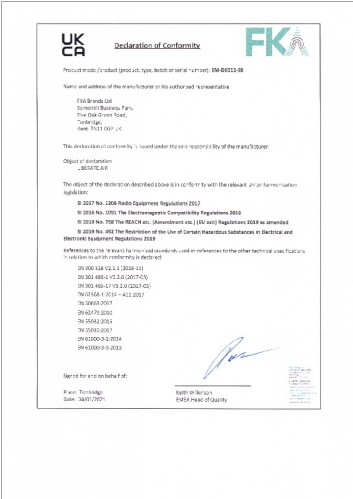 UK
CA
Declaration of Conformity
FKA
Product model/product (product, type, batch or serial number):
Name and address of the manufacturer or his authorised representative
FKA Brands Ltd
Somerhill Business Park,
Five Oak Green Road,
Tonbridge,
Kent, TN11 0GP UK
This declaration of conformity is issued under the sole responsibility of the manufacturer.
Object of declaration
LIBERATE AIR
The object of the declaration described above is in conformity with the relevant Union harmonisation
legislation:
SI 2017 No. 1206 Radio Equipment Regulations 2017
SI 2016 No. 1091 The Electromagnetic Compatibility Regulations 2016
SI 2019 No. 758 The REACH etc. (Amendment etc.) (EU exit) Regulations 2019 as amended
SI 2019 No. 492 The Restriction of the Use of Certain Hazardous Substances in Electrical and
Electronic Equipment Regulations 2019
References to the relevant harmonised standards used or references to the other technical specifications
in relation to which conformity is declared:
EN 300 328 V2.1.1 (2016-11)
EN 301 489-1 V2.2.0 (2017-03)
EN 301 489-17 V3.2.0 (2017-03)
EN 62368-1:2014 + A11:2017
EN 50663:2017
EN 62479:2010
EN 55032:2015
EN 55035:2017
EN 61000-3-2:2014
EN 61000-3-3:2013
Signed for and on behalf of:
Place: Tonbridge
Date: /01/2021
Keith Wilkinson
EMEA Head of Quality